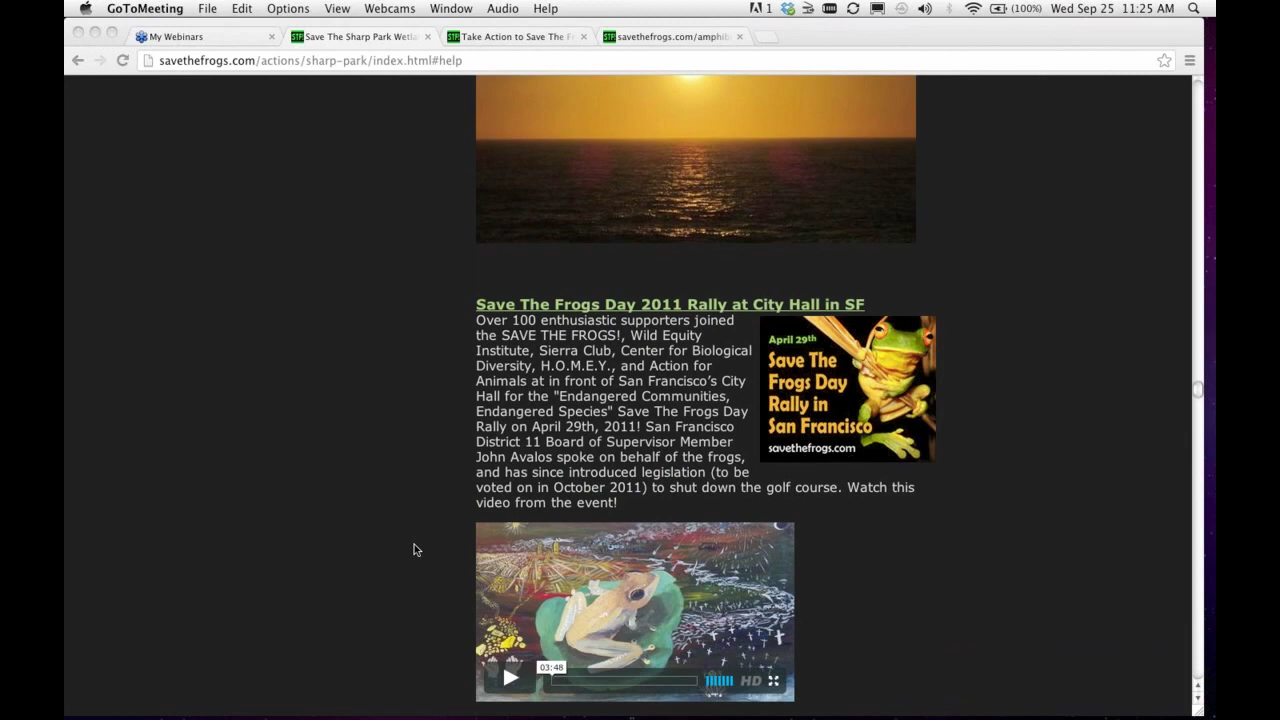 GoToMeeting File Edit Options View Webcams Window Audio Help 1 (100%) Wed Sep 25 11:25 AM
My Webinars Save The Sharp Park Wetla Take Action to Save The F savethefrogs.com/amphib
savethefrogs.com/actions/sharp-park/index.html#help
Save The Frogs Day 2011 Rally at City Hall in SF
Over 100 enthusiastic supporters joined
the SAVE THE FROGS!, Wild Equity
Institute, Sierra Club, Center for Biological
Diversity, H.O.M.E.Y., and Action for
Animals at in front of San Francisco's City
Hall for the "Endangered Communities,
Endangered Species" Save The Frogs Day
Rally on April 29th, 2011! San Francisco
District 11 Board of Supervisor Member
John Avalos spoke on behalf of the frogs,
and has since introduced legislation (to be
voted on in October 2011) to shut down the golf course. Watch this
video from the event!
April 29th
Save The
Frogs Day
Rally in
San Francisco
savethefrogs.com
03:48
HD